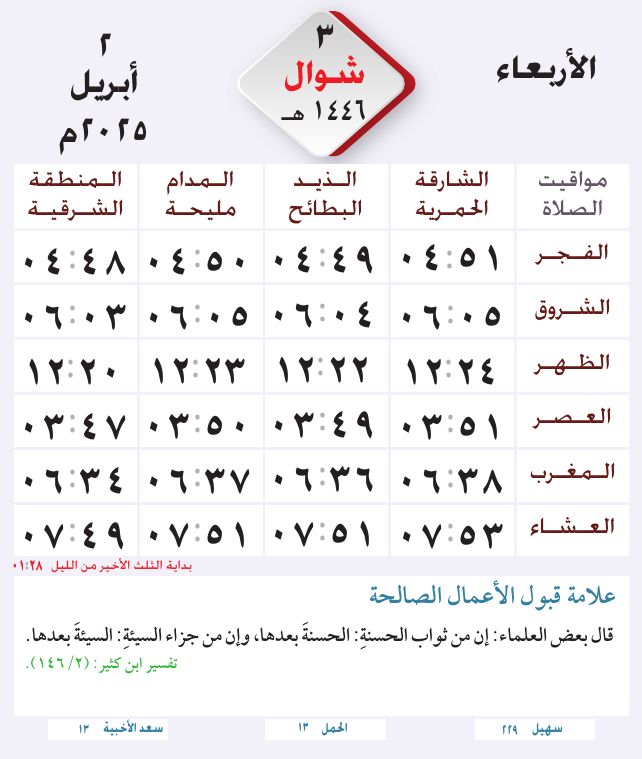 الأربعاء
٣
شوال
١٤٤٦ هـ
٢
أبريل
٢٠٢٥م
مواقيت الصلاة
الشارقة الحمرية
الذيد البطائح
المدام مليحة
المنطقة الشرقية
الفجر ٠٤:٥١ ٠٤:٤٩ ٠٤:٥٠ ٠٤:٤٨
الشروق ٠٦:٠٥ ٠٦:٠٤ ٠٦:٠٥ ٠٦:٠٣
الظهر ١٢:٢٤ ١٢:٢٢ ١٢:٢٣ ١٢:٢٠
العصر ٠٣:٥١ ٠٣:٤٩ ٠٣:٥٠ ٠٣:٤٧
المغرب ٠٦:٣٨ ٠٦:٣٦ ٠٦:٣٧ ٠٦:٣٤
العشاء ٠٧:٥٣ ٠٧:٥١ ٠٧:٥١ ٠٧:٤٩
بداية الثلث الأخير من الليل ٠١:٢٨
علامة قبول الأعمال الصالحة
قال بعض العلماء: إن من ثواب الحسنةِ: الحسنةَ بعدها، وإن من جزاء السيئةِ: السيئةَ بعدها.
تفسير ابن كثير: (٢/ ١٤٦).
سهيل ٢٢٩
الحمل ١٣
سعد الأخبية ١٣